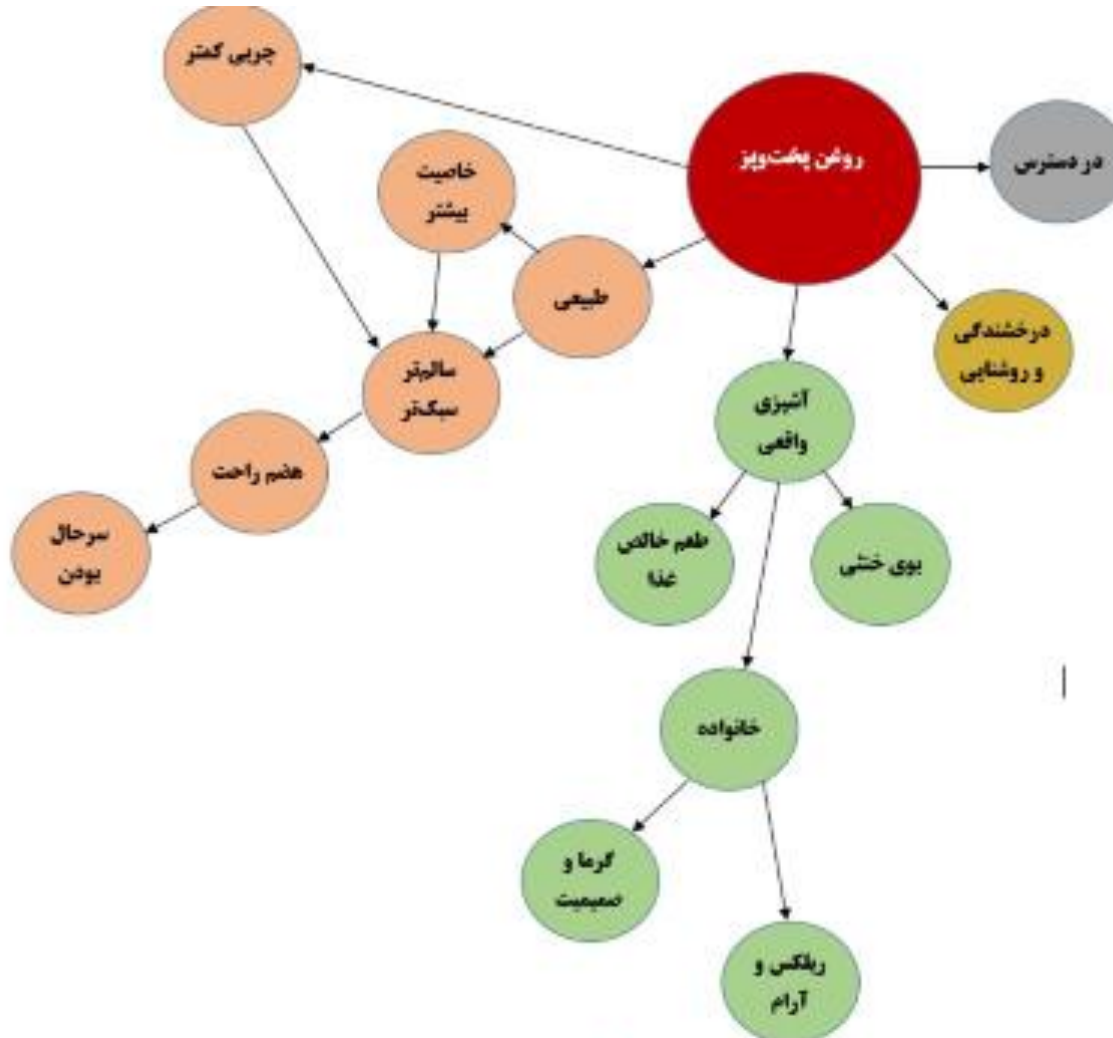 چربی کمتر
روغن پخت‌وپز
در دسترس
خاصیت
بیشتر
طبیعی
درخشندگی
و روشنایی
سالم‌تر
سبک‌تر
آشپزی
واقعی
هضم راحت
سرحال
بودن
طعم خالص
غذا
بوی خنثی
خانواده
گرما و
صمیمیت
ریلکس و
آرام